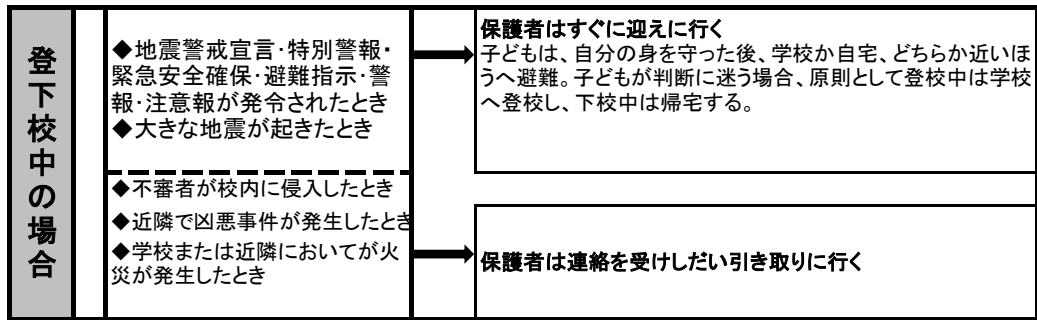 登下校中の場合
◆地震警戒宣言･特別警報･
緊急安全確保･避難指示･警
報･注意報が発令されたとき
◆大きな地震が起きたとき
保護者はすぐに迎えに行く
子どもは、自分の身を守った後、学校か自宅、どちらか近いほ
うへ避難。子どもが判断に迷う場合、原則として登校中は学校
へ登校し、下校中は帰宅する。
◆不審者が校内に侵入したとき
◆近隣で凶悪事件が発生したとき
◆学校または近隣においてが火
災が発生したとき
保護者は連絡を受けしだい引き取りに行く